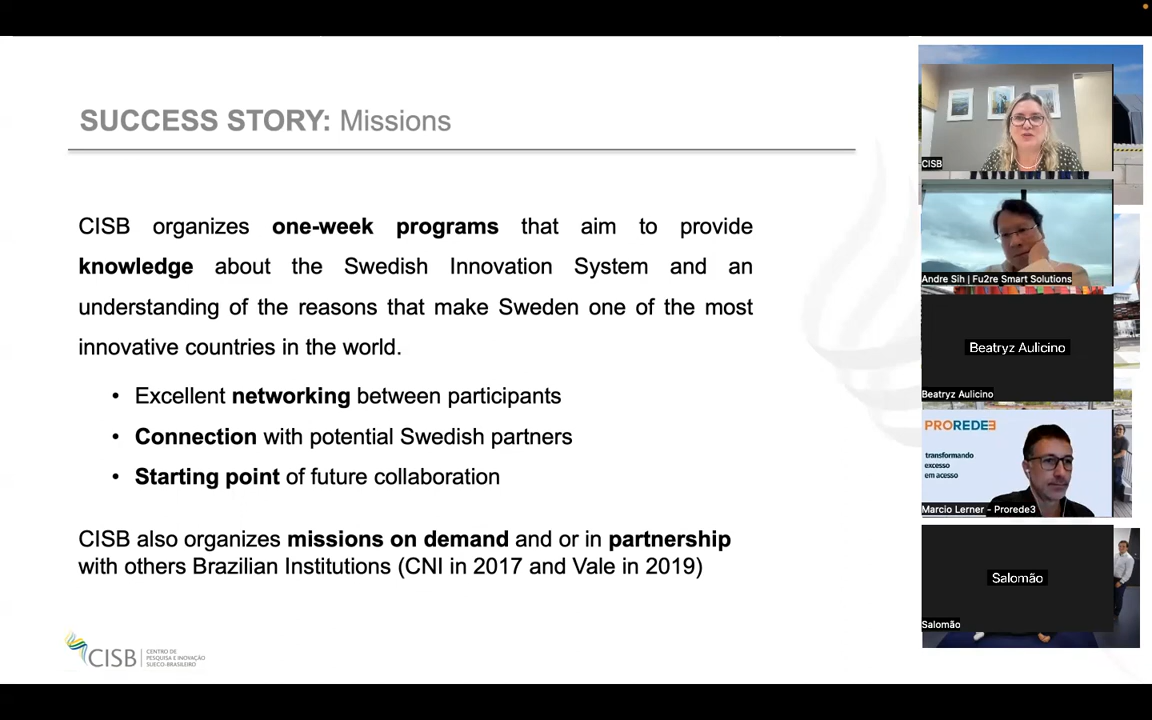 SUCCESS STORY: Missions
CISB organizes one-week programs that aim to provide
knowledge about the Swedish Innovation System and an
understanding of the reasons that make Sweden one of the most
innovative countries in the world.
• Excellent networking between participants
• Connection with potential Swedish partners
• Starting point of future collaboration
CISB also organizes missions on demand and or in partnership
with others Brazilian Institutions (CNI in 2017 and Vale in 2019)
CISB
CENTRO DE
PESQUISA E INOVAÇÃO
SUECO-BRASILEIRO
CISB
Andre Sih | Fu2re Smart Solutions
Beatryz Aulicino
Beatryz Aulicino
PROREDE3
transformando
excesso
em acesso
Marcio Lerner - Prorede3
Salomão
Salomão